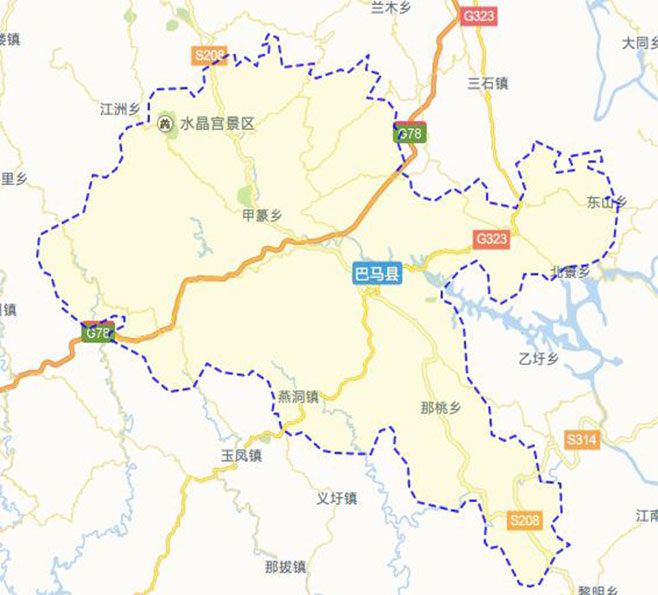 兰木乡
G323
大同乡
S208
三石镇
江洲乡
水晶宫景区
G78
里乡
东山乡
甲篆乡
G323
巴马县
北景乡
G78
乙圩乡
燕洞镇
那桃乡
S314
玉凤镇
义圩镇
S208
江南
那拔镇
黎明乡